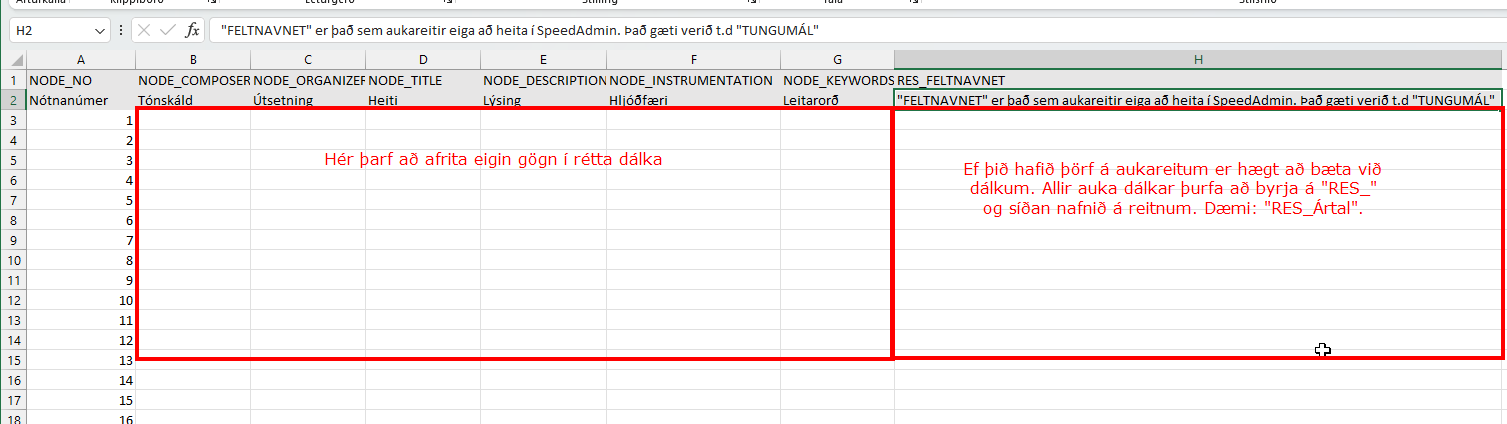 Klippiborð
Leturgerð
Stilling
Tala
H2 fx "FELTNAVNET" er það sem aukareitir eiga að heita í SpeedAdmin. Það gæti verið t.d "TUNGUMÁL"
A B C D E F G H
1 NODE_NO NODE_COMPOSER NODE_ORGANIZER NODE_TITLE NODE_DESCRIPTION NODE_INSTRUMENTATION NODE_KEYWORDS RES_FELTNAVNET
2 Nótnanúmer Tónskáld Útsetning Heiti Lýsing Hljóðfæri Leitarorð "FELTNAVNET" er það sem aukareitir eiga að heita í SpeedAdmin. Það gæti verið t.d "TUNGUMÁL"
3 1
4 2
5 3
6 4
7 5
8 6
9 7
10 8
11 9
12 10
13 11
14 12
15 13
16 14
17 15
18 16
Hér þarf að afrita eigin gögn í rétta dálka
Ef þið hafið þörf á aukareitum er hægt að bæta við
dálkum. Allir auka dálkar þurfa að byrja á "RES_"
og síðan nafnið á reitnum. Dæmi: "RES_Ártal".